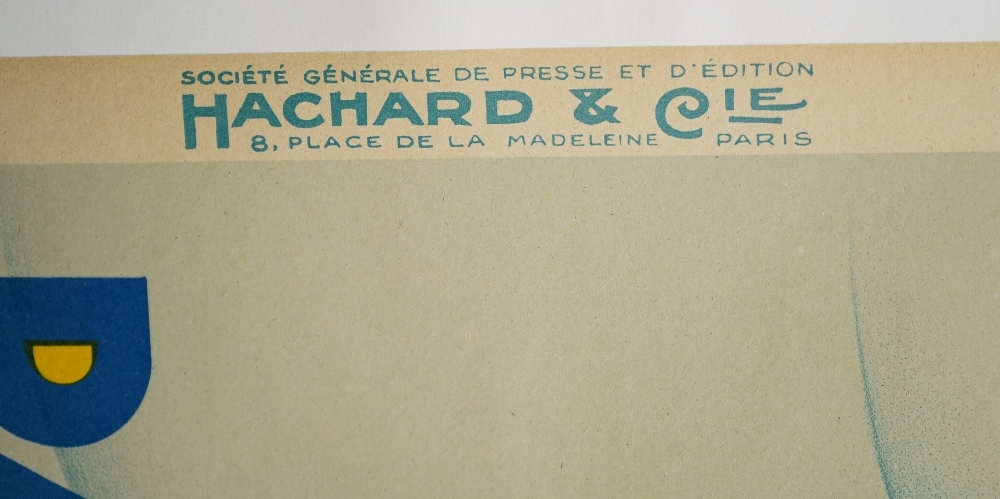 SOCIÉTÉ GÉNÉRALE DE PRESSE ET D'ÉDITION
HACHARD & CIE
8, PLACE DE LA MADELEINE PARIS